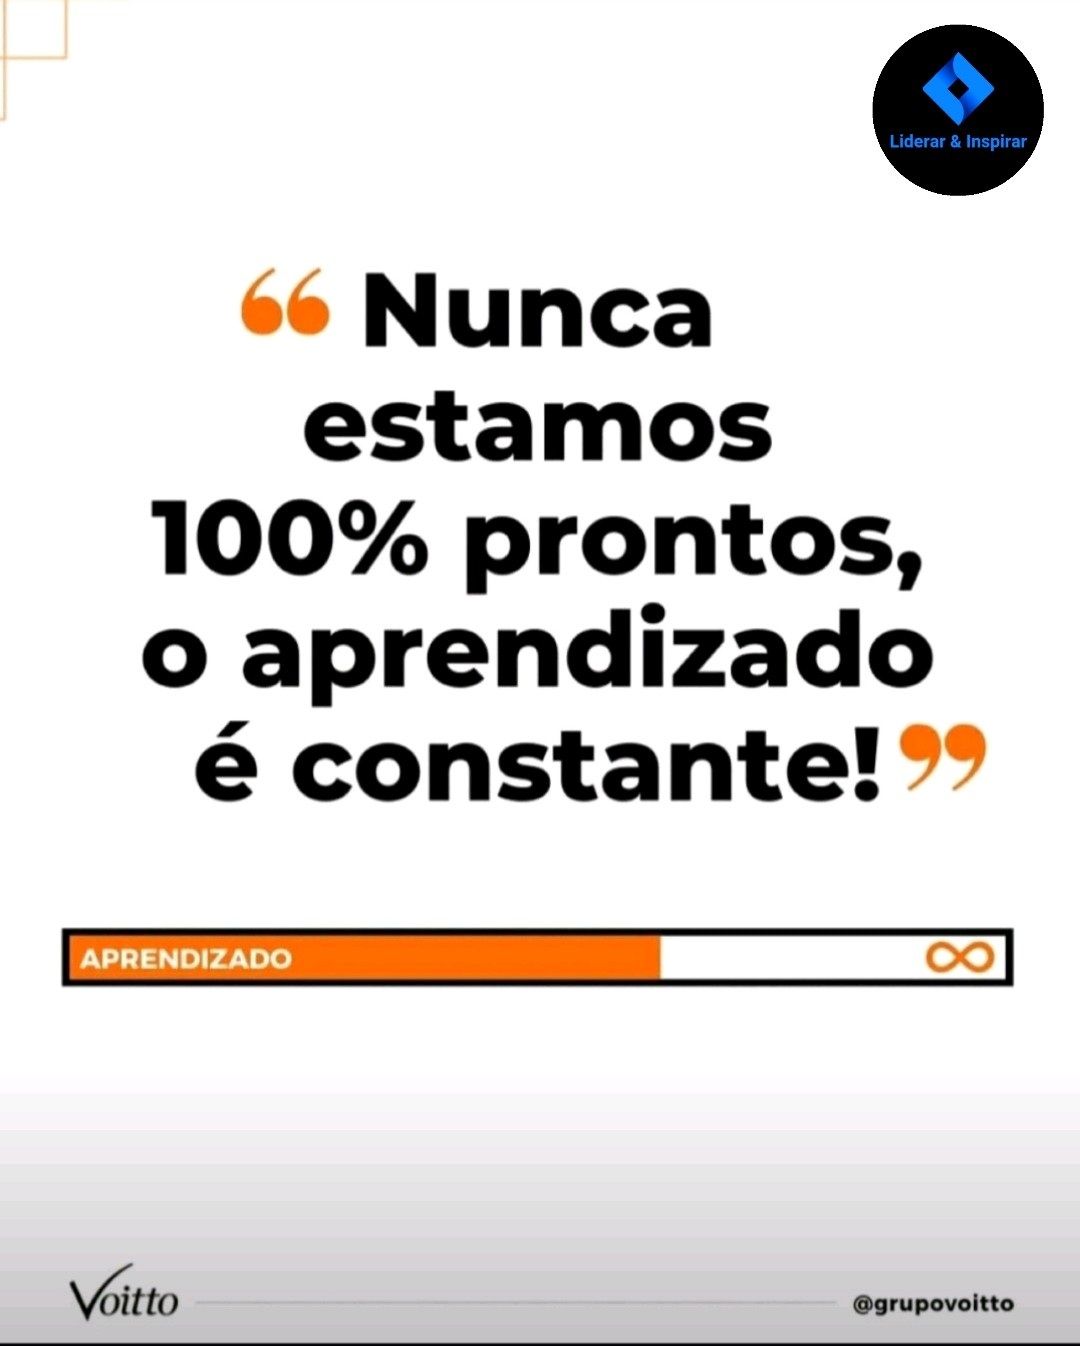 Liderar & Inspirar
“ Nunca
estamos
100% prontos,
o aprendizado
é constante! ”
APRENDIZADO ∞
Voitto
@grupovoitto